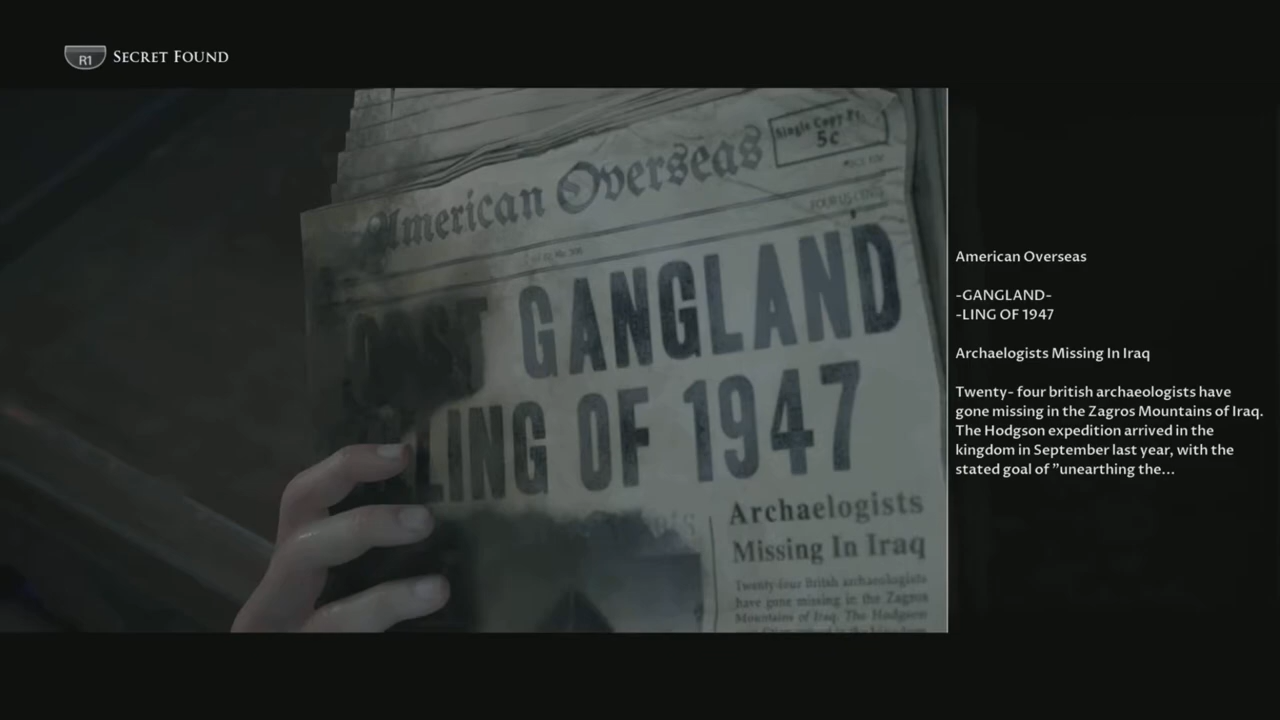 R1 SECRET FOUND
American Overseas
Single Copy
5c
GANGLAND
LING OF 1947
Archaelogists
Missing In Iraq
Twenty-four British archaeologists
have gone missing in the Zagros
Mountains of Iraq. The Hodgson
American Overseas
-GANGLAND-
-LING OF 1947
Archaelogists Missing In Iraq
Twenty- four british archaeologists have
gone missing in the Zagros Mountains of Iraq.
The Hodgson expedition arrived in the
kingdom in September last year, with the
stated goal of "unearthing the...